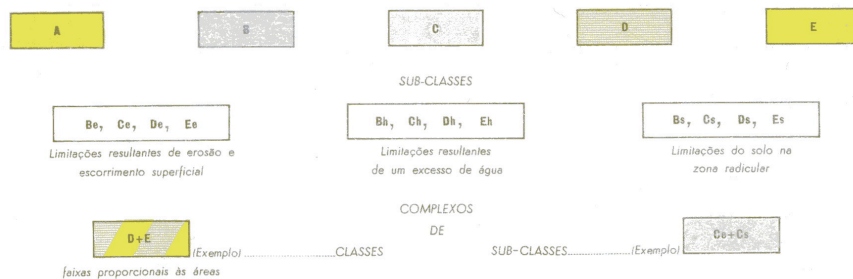 A B C D E
SUB-CLASSES
Be, Ce, De, Ee
Bh, Ch, Dh, Eh
Bs, Cs, Ds, Es
Limitações resultantes de erosão e
escorrimento superficial
Limitações resultantes
de um excesso de água
Limitações do solo na
zona radicular
COMPLEXOS
DE
D+E (Exemplo) CLASSES SUB-CLASSES (Exemplo) Ce+Cs
faixas proporcionais às áreas